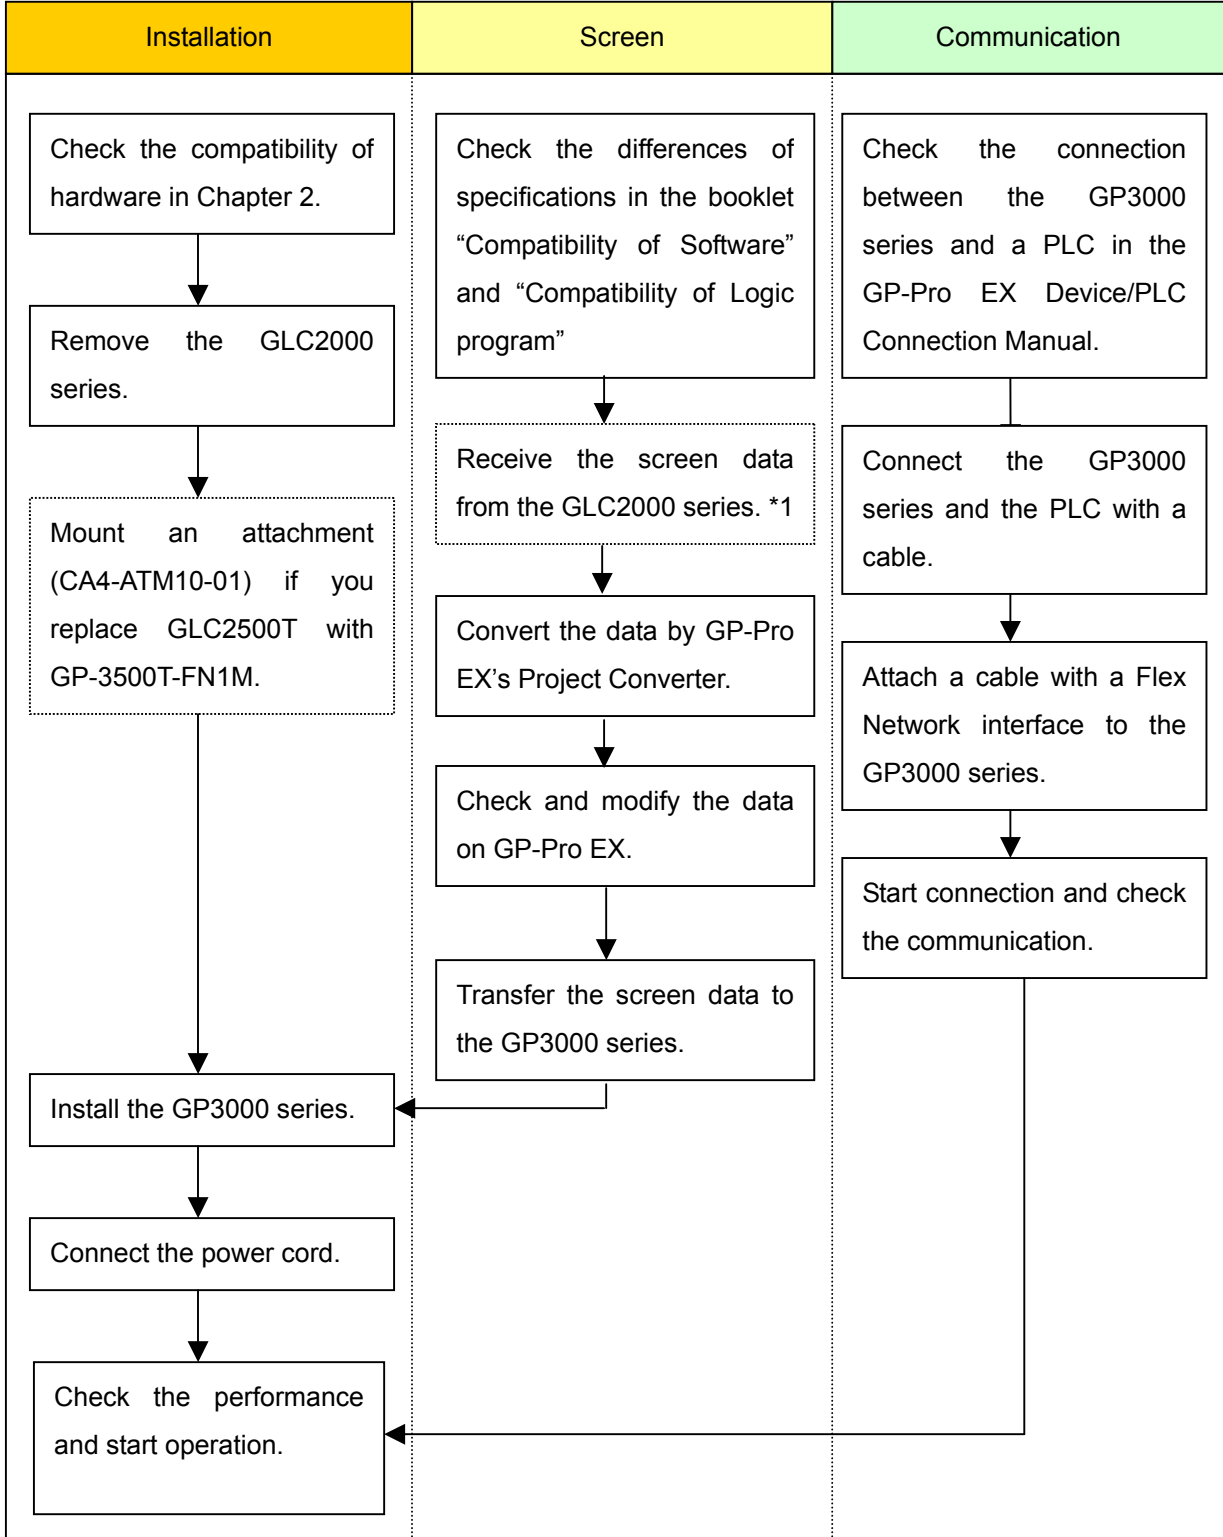 Installation
Screen
Communication
Check the compatibility of
hardware in Chapter 2.
Remove the GLC2000
series.
Mount an attachment
(CA4-ATM10-01) if you
replace GLC2500T with
GP-3500T-FN1M.
Install the GP3000 series.
Connect the power cord.
Check the performance
and start operation.
Check the differences of
specifications in the booklet
“Compatibility of Software”
and “Compatibility of Logic
program”
Receive the screen data
from the GLC2000 series. *1
Convert the data by GP-Pro
EX’s Project Converter.
Check and modify the data
on GP-Pro EX.
Transfer the screen data to
the GP3000 series.
Check the connection
between the GP3000
series and a PLC in the
GP-Pro EX Device/PLC
Connection Manual.
Connect the GP3000
series and the PLC with a
cable.
Attach a cable with a Flex
Network interface to the
GP3000 series.
Start connection and check
the communication.